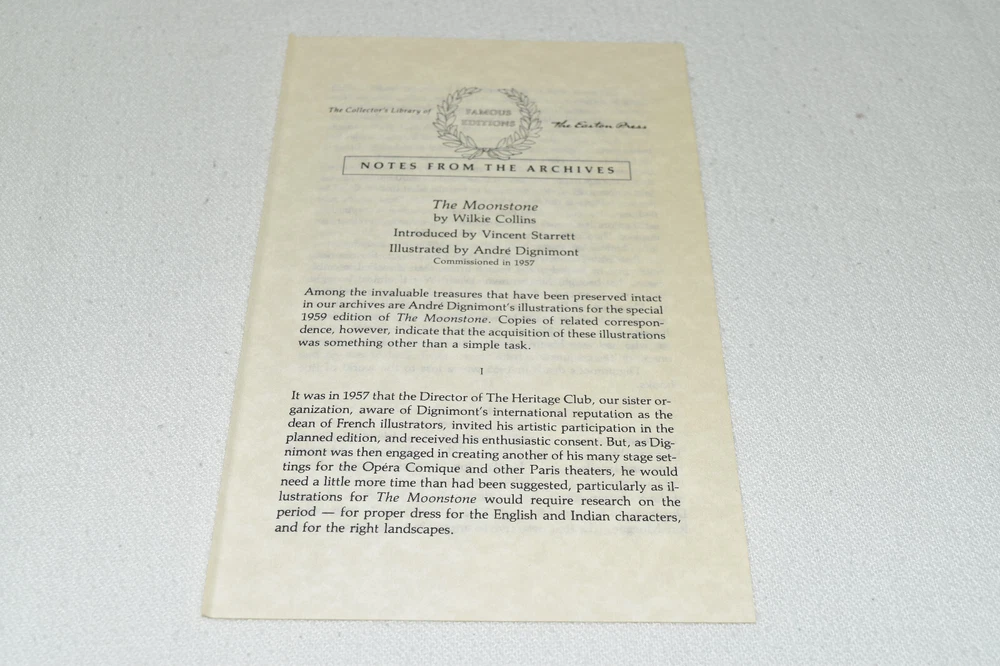 The Collector's Library of
FAMOUS
EDITIONS
The Easton Press
NOTES FROM THE ARCHIVES
The Moonstone
by Wilkie Collins
Introduced by Vincent Starrett
Illustrated by André Dignimont
Commissioned in 1957
Among the invaluable treasures that have been preserved intact
in our archives are André Dignimont's illustrations for the special
1959 edition of The Moonstone. Copies of related correspon-
dence, however, indicate that the acquisition of these illustrations
was something other than a simple task.
I
It was in 1957 that the Director of The Heritage Club, our sister or-
ganization, aware of Dignimont's international reputation as the
dean of French illustrators, invited his artistic participation in the
planned edition, and received his enthusiastic consent. But, as Dig-
nimont was then engaged in creating another of his many stage set-
tings for the Opéra Comique and other Paris theaters, he would
need a little more time than had been suggested, particularly as il-
lustrations for The Moonstone would require research on the
period — for proper dress for the English and Indian characters,
and for the right landscapes.